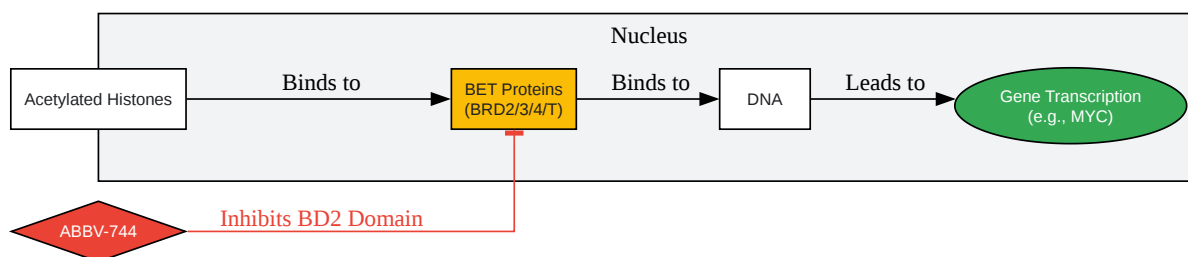 Nucleus
Acetylated Histones
Binds to
BET Proteins
(BRD2/3/4/T)
Binds to
DNA
Leads to
Gene Transcription
(e.g., MYC)
ABBV-744
Inhibits BD2 Domain